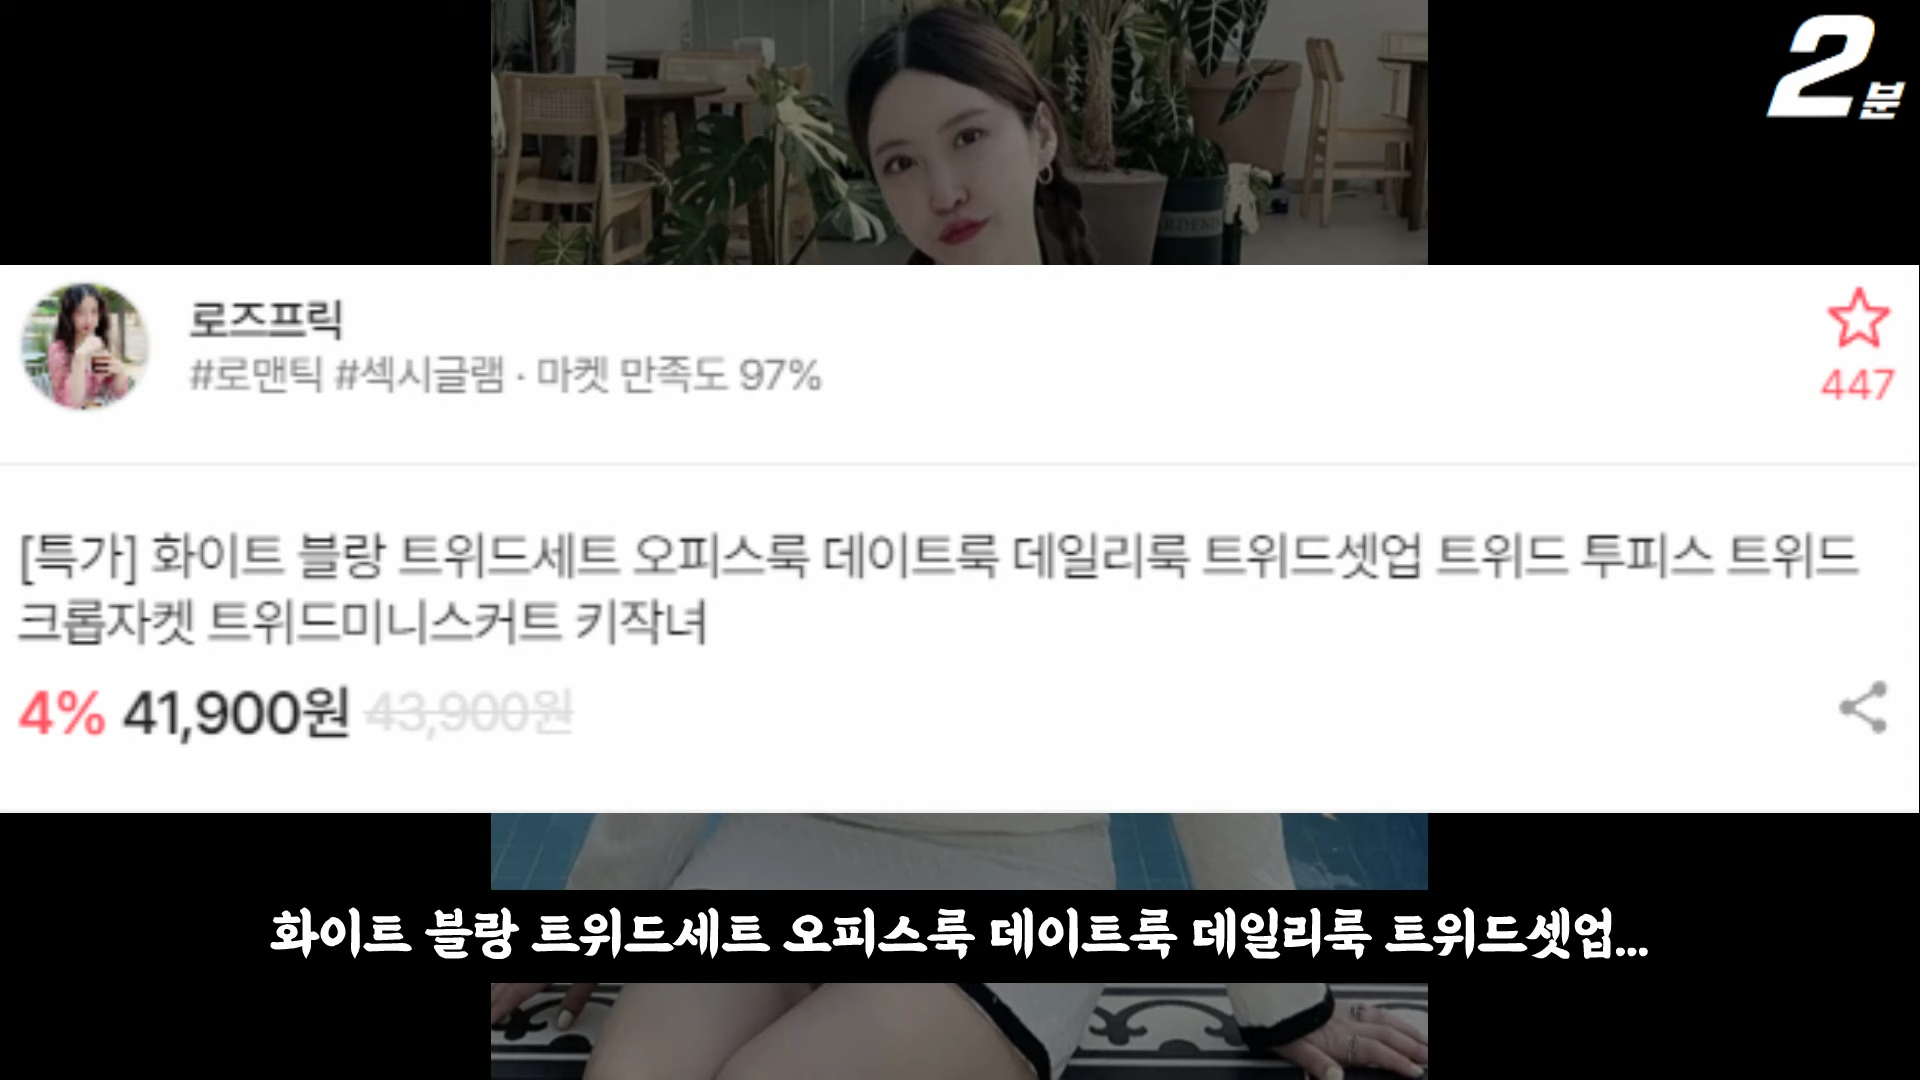 2분
로즈프릭
#로맨틱 #섹시글램 · 마켓 만족도 97%
447
[특가] 화이트 블랑 트위드세트 오피스룩 데이트룩 데일리룩 트위드셋업 트위드 투피스 트위드
크롭자켓 트위드미니스커트 키작녀
4% 41,900원 43,900원
화이트 블랑 트위드세트 오피스룩 데이트룩 데일리룩 트위드셋업...